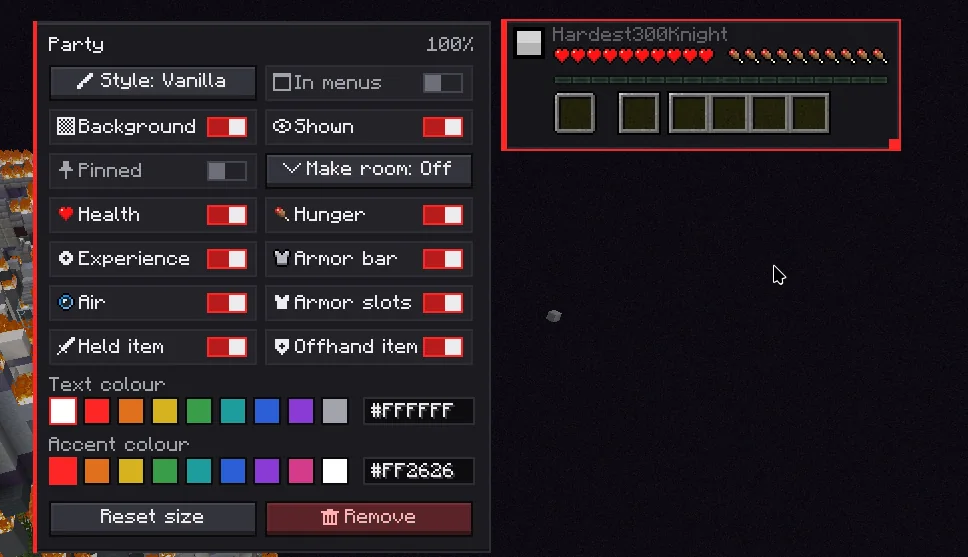 Party 100%
Style: Vanilla In menus
Background Shown
Pinned Make room: Off
Health Hunger
Experience Armor bar
Air Armor slots
Held item Offhand item
Text colour
#FFFFFF
Accent colour
#FF2626
Reset size Remove
Hardest300Knight